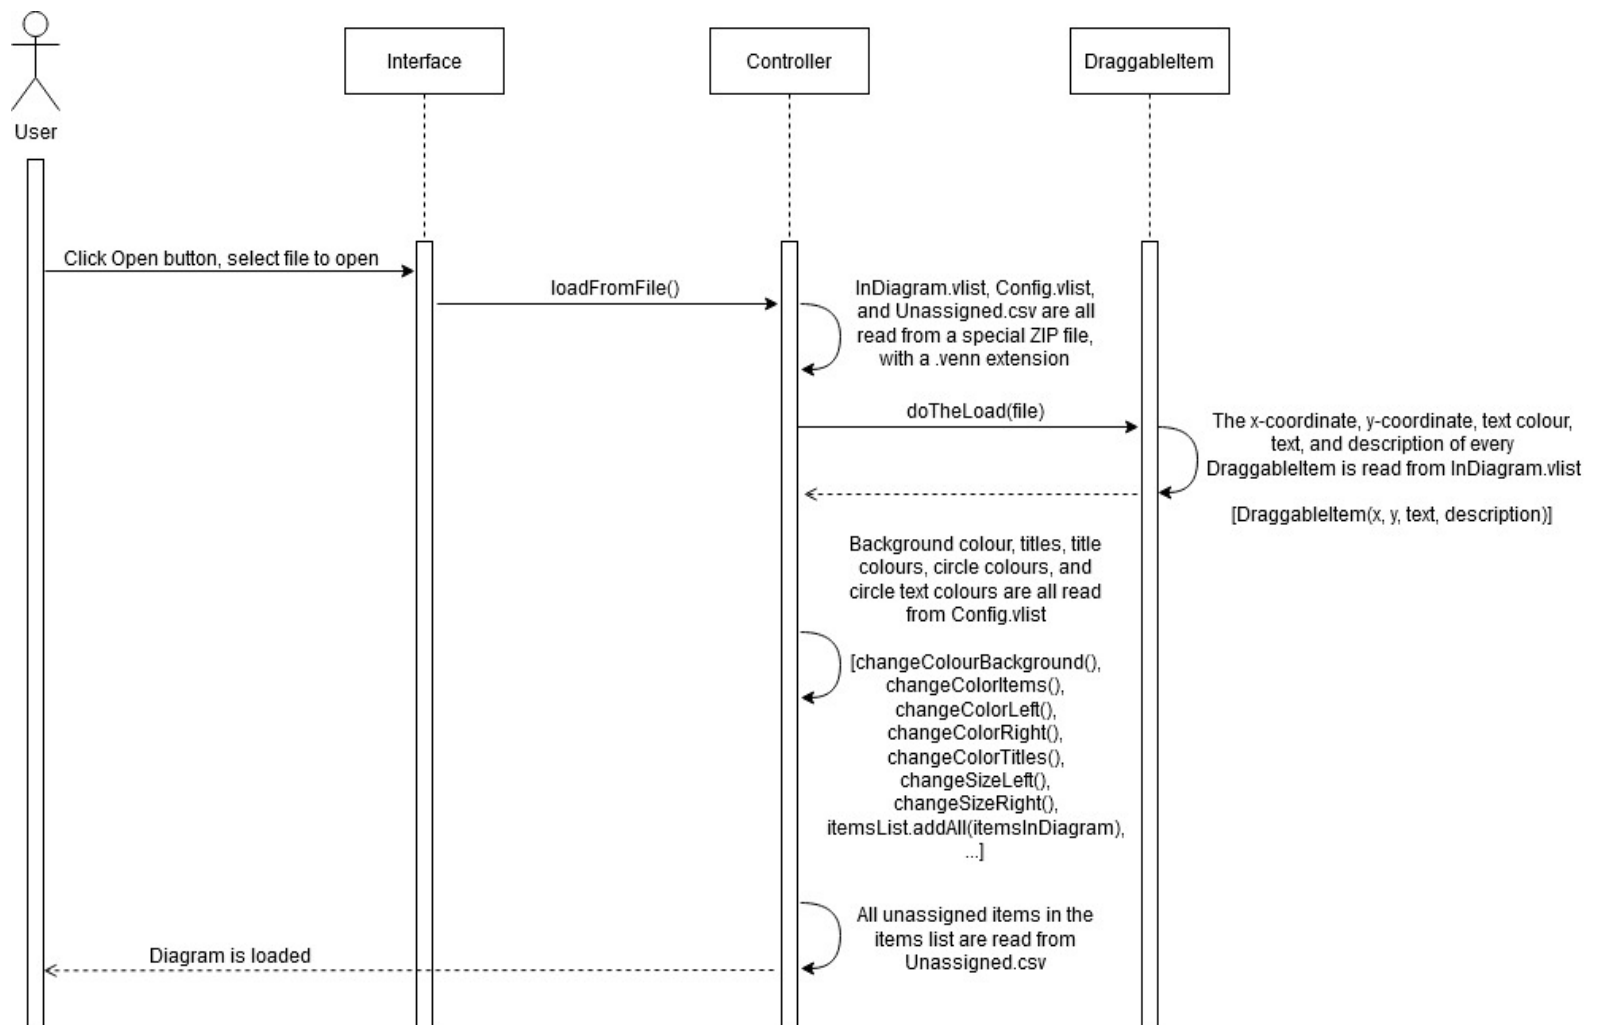 User
Interface
Controller
DraggableItem
Click Open button, select file to open
loadFromFile()
InDiagram.vlist, Config.vlist,
and Unassigned.csv are all
read from a special ZIP file,
with a .venn extension
doTheLoad(file)
The x-coordinate, y-coordinate, text colour,
text, and description of every
DraggableItem is read from InDiagram.vlist
[DraggableItem(x, y, text, description)]
Background colour, titles, title
colours, circle colours, and
circle text colours are all read
from Config.vlist
[changeColourBackground(),
changeColorItems(),
changeColorLeft(),
changeColorRight(),
changeColorTitles(),
changeSizeLeft(),
changeSizeRight(),
itemsList.addAll(itemsInDiagram),
...]
All unassigned items in the
items list are read from
Unassigned.csv
Diagram is loaded